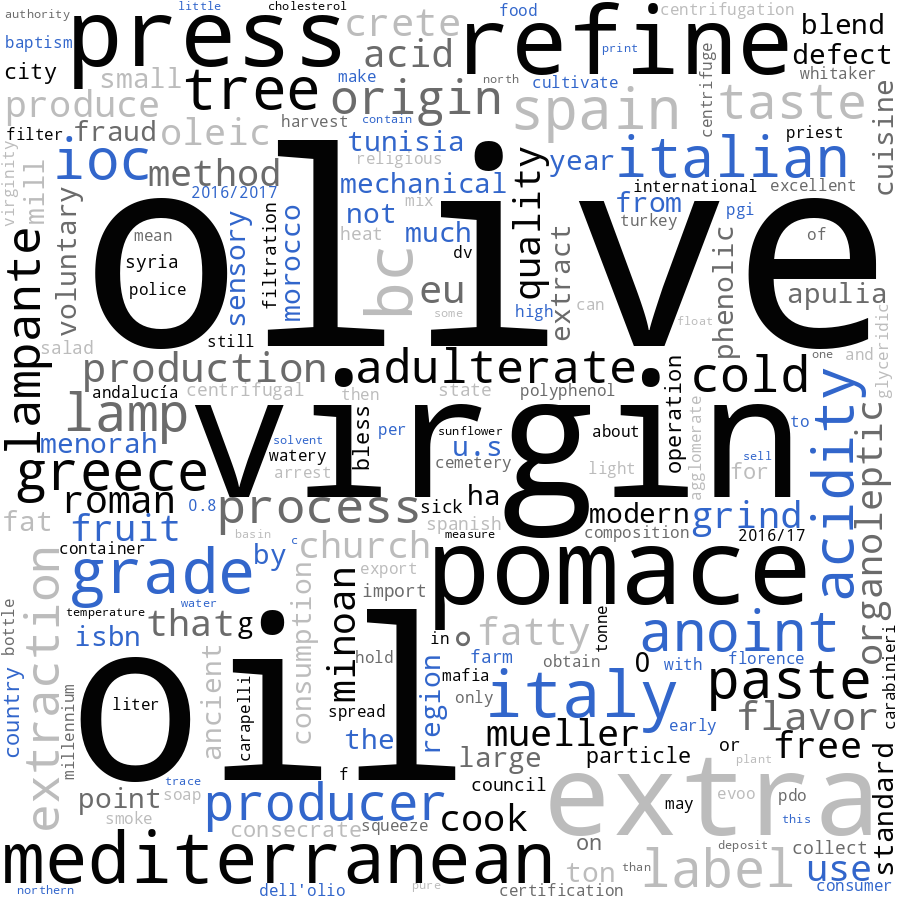 authority
little
cholesterol
press
crete
refine
food
centrifugation
blend
baptism
acid
print
defect
city
small
tree
make
north
cultivate
centrifuge
whitaker
produce
origin
spain
taste
cuisine
filter
fraud
oleic
harvest
contain
tunisia
priest
virginity
mill
ioc
method
religious
year
italian
2016/2017
mechanical
quality
international
excellent
voluntary
olive
mix
not
from
turkey
pgi
glampante
mean
sensory
filtration
morocco
heat
much
bc
extract
phenolic
of
syria
dv
police
eu
high
can
apulia
some
float
glyceridic
salad
still
production
adulterate
operation
cold
one
and
andalucía
centrifugal
then
state
polyphenol
acidity
lamp
virgin
bless
per
sunflower
about
agglomerate
to
organoleptic
menorah
solvent
watery
u.s
greece
arrest
cemetery
light
sell
for
roman
0.8
process
sick
ha
modern
grind
fat
fruit
basin
c
spanish
measure
composition
2016/17
container
church
by
pomace
extraction
grade
export
consumption
minoan
import
bottle
temperature
water
that
g
isbn
in
o
fatty
tonne
anoint
carabinieri
oil
ancient
hold
region
farm
obtain
O
with
florence
country
millennium
carapelli
mafia
only
italy
paste
liter
spread
early
flavor
the
mueller
large
particle
or
free
standard
f
plant
trace
council
extra
point
soap
producer
may
evoo
pdo
smoke
consecrate
squeeze
cook
this
mediterranean
on
deposit
collect
ton
than
label
use
northern
dell'olio
pure
certification
consumer